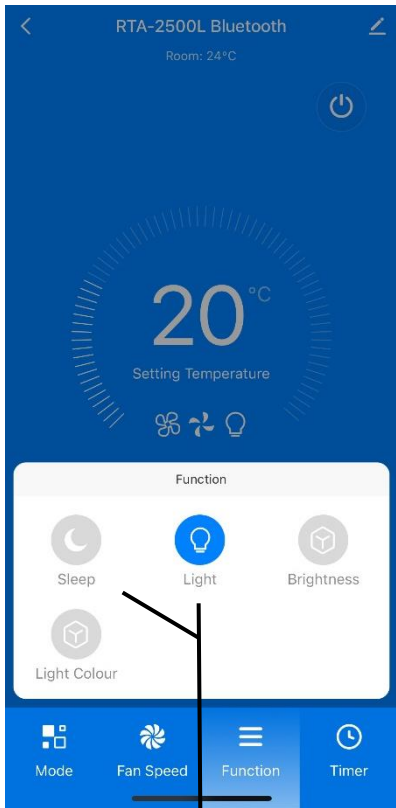 RTA-2500L Bluetooth
Room: 24°C
20°C
Setting Temperature
Function
Sleep Light Brightness
Light Colour
Mode Fan Speed Function Timer